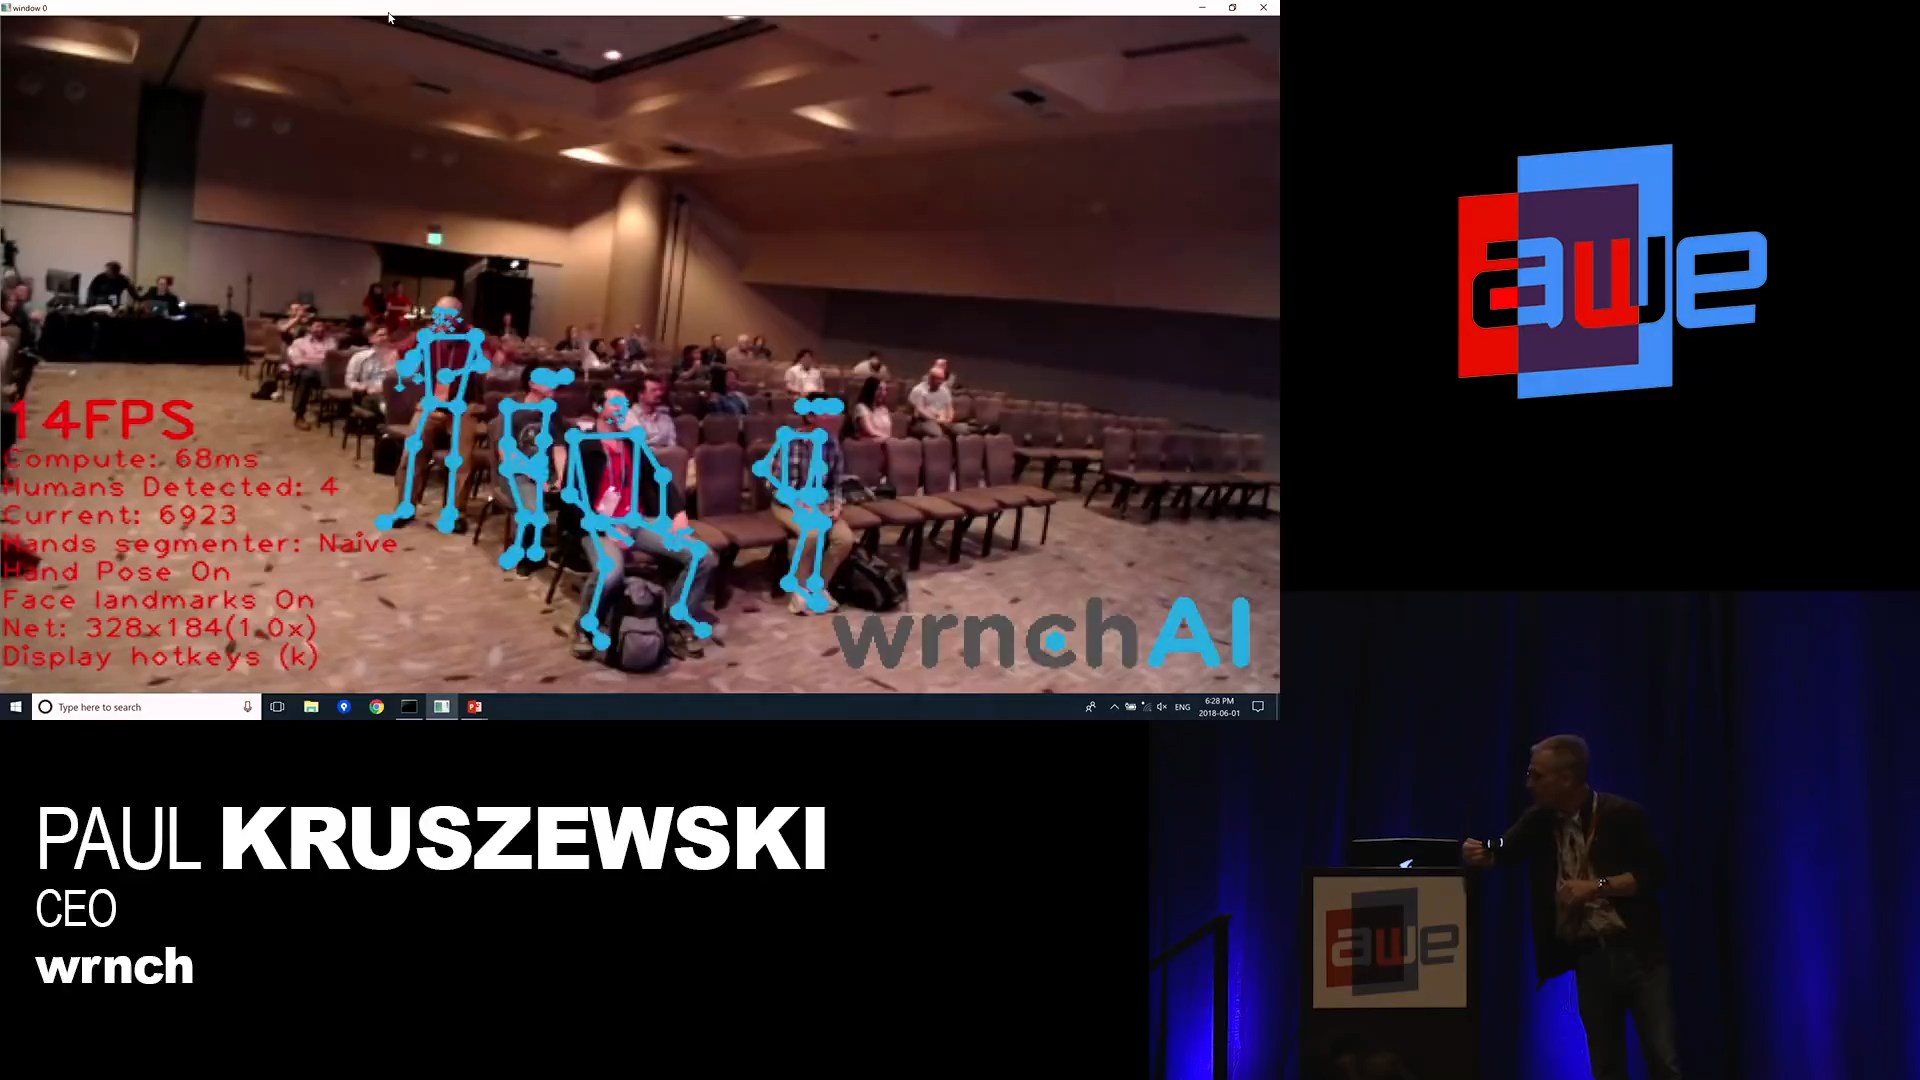 window 0
14FPS
Compute: 68ms
Humans Detected: 4
Current: 6923
Hands segmenter: Naive
Hand Pose On
Face landmarks On
Net: 328x184(1.0x)
Display hotkeys (k)
wrnchAI
Type here to search
ENG
6:28 PM
2018-06-01
awe
PAUL KRUSZEWSKI
CEO
wrnch
awe